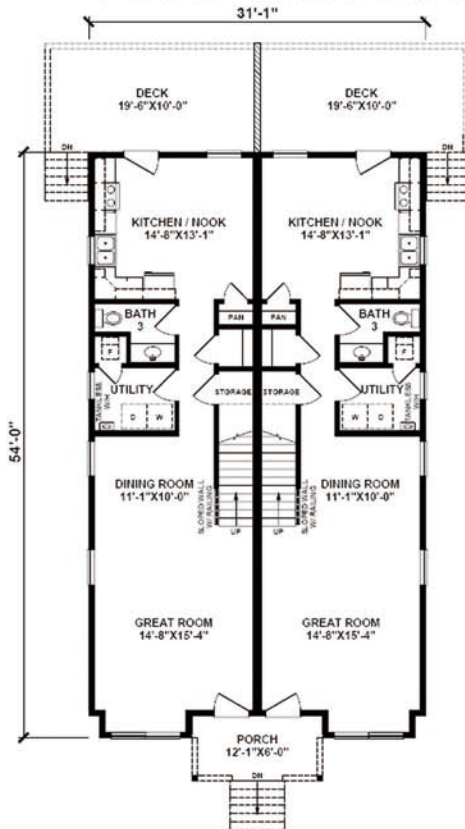 31'-1"
DECK
19'-6"X10'-0"
DECK
19'-6"X10'-0"
DN
DN
KITCHEN / NOOK
14'-8"X13'-1"
KITCHEN / NOOK
14'-8"X13'-1"
BATH
3
PAN
PAN
BATH
3
F
F
UTILITY
UTILITY
TANKLESS
W/H
TANKLESS
W/H
STORAGE
STORAGE
D
W
W
D
54'-0"
DINING ROOM
11'-1"X10'-0"
DINING ROOM
11'-1"X10'-0"
SLOPED WALL
W/ RAILING
SLOPED WALL
W/ RAILING
UP
UP
GREAT ROOM
14'-8"X15'-4"
GREAT ROOM
14'-8"X15'-4"
PORCH
12'-1"X6'-0"
DN